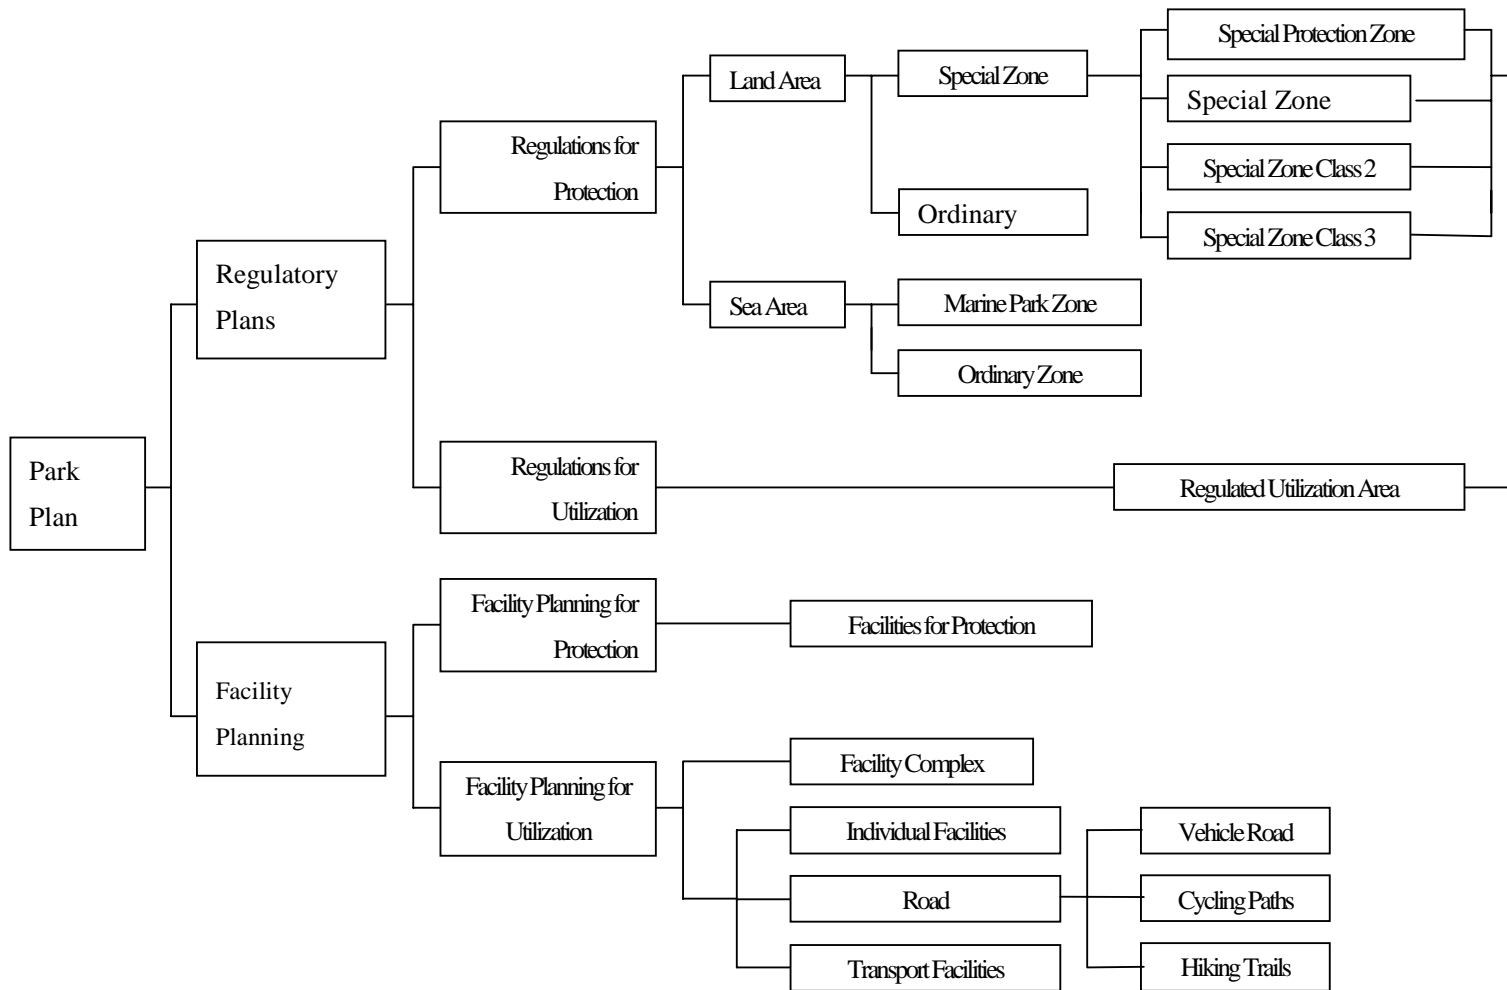 Park
Plan
Regulatory
Plans
Regulations for
Protection
Land Area
Special Zone
Special Protection Zone
Special Zone
Special Zone Class 2
Special Zone Class 3
Ordinary
Sea Area
Marine Park Zone
Ordinary Zone
Regulations for
Utilization
Regulated Utilization Area
Facility
Planning
Facility Planning for
Protection
Facilities for Protection
Facility Planning for
Utilization
Facility Complex
Individual Facilities
Road
Vehicle Road
Cycling Paths
Hiking Trails
Transport Facilities